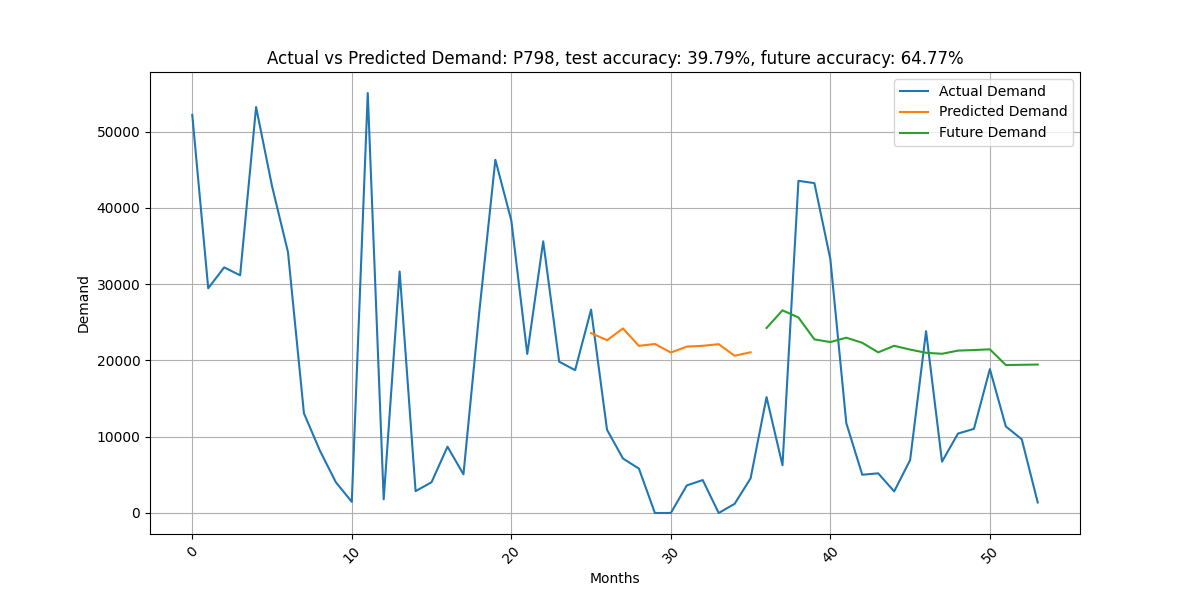 Actual vs Predicted Demand: P798, test accuracy: 39.79%, future accuracy: 64.77%
Actual Demand
Predicted Demand
Future Demand
50000
40000
30000
20000
10000
0
Demand
0
10
20
30
40
50
Months